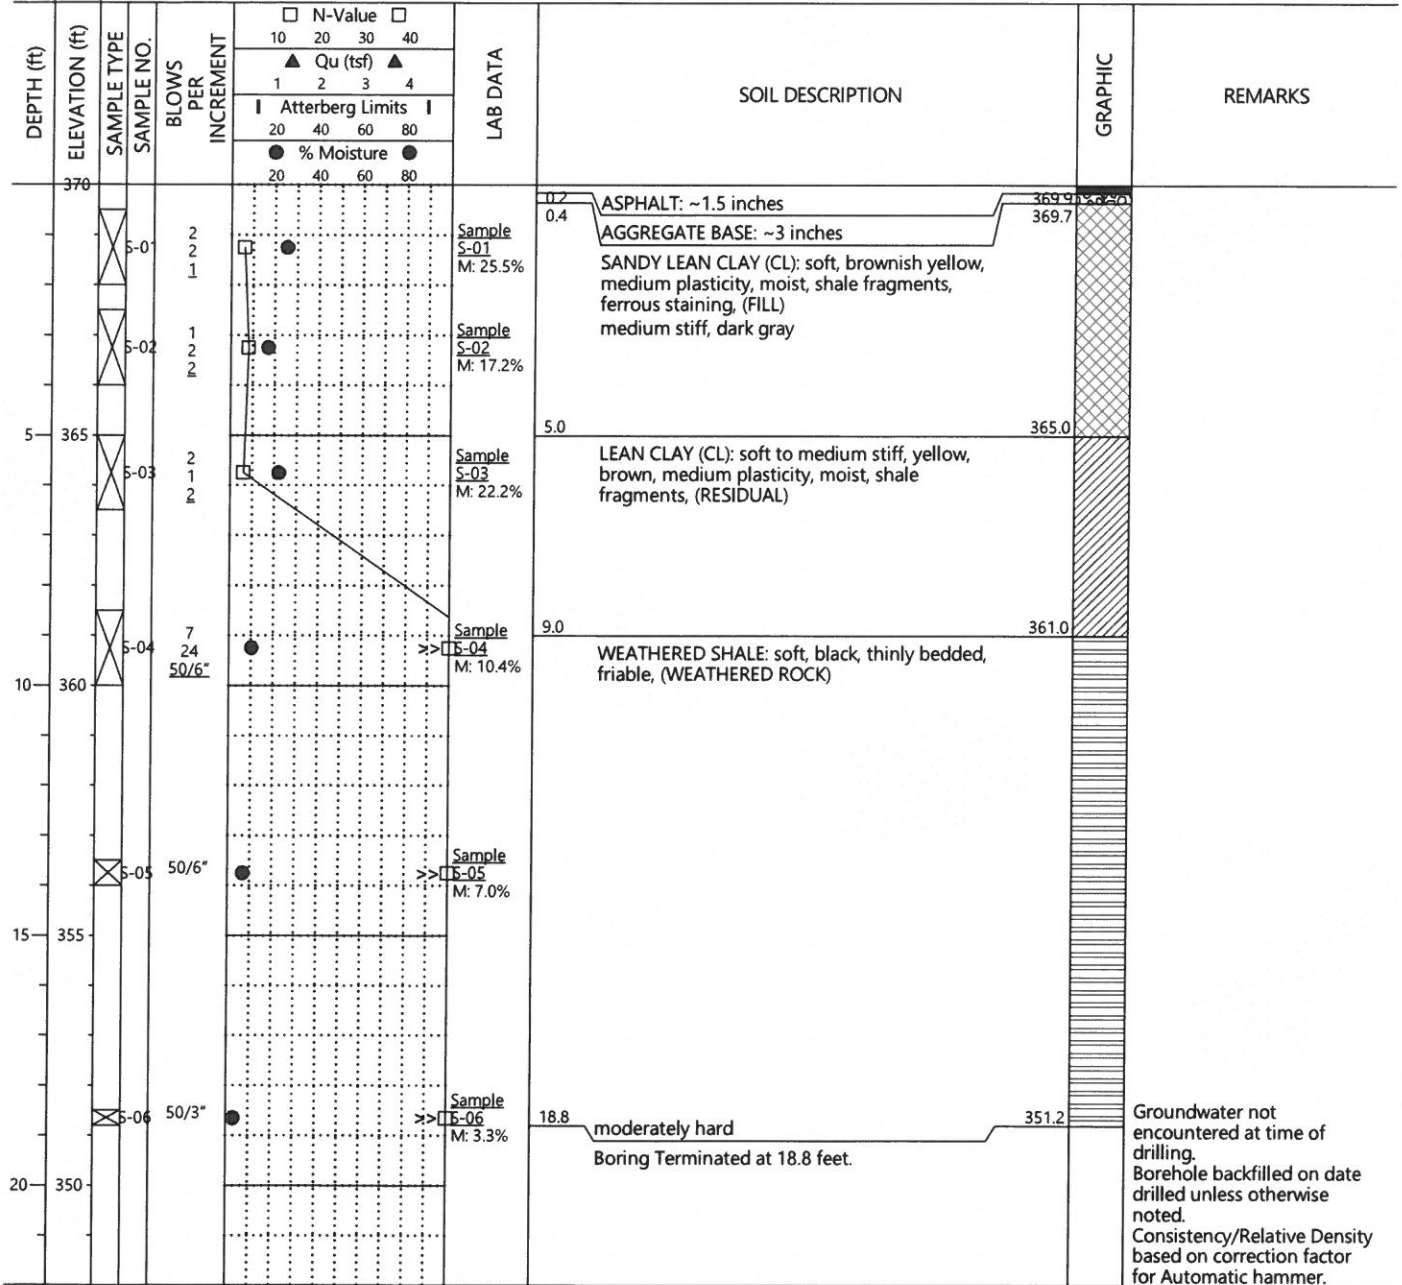 DEPTH (ft)
ELEVATION (ft)
SAMPLE TYPE
SAMPLE NO.
BLOWS
PER
INCREMENT
N-Value
10 20 30 40
Qu (tsf)
1 2 3 4
Atterberg Limits
20 40 60 80
% Moisture
20 40 60 80
LAB DATA
SOIL DESCRIPTION
GRAPHIC
REMARKS
370
0.2 ASPHALT: ~1.5 inches 369.9
0.4 369.7
AGGREGATE BASE: ~3 inches
S-01
2
2
1
Sample
S-01
M: 25.5%
SANDY LEAN CLAY (CL): soft, brownish yellow,
medium plasticity, moist, shale fragments,
ferrous staining, (FILL)
medium stiff, dark gray
S-02
1
2
2
Sample
S-02
M: 17.2%
5 365 5.0 365.0
S-03
2
1
2
Sample
S-03
M: 22.2%
LEAN CLAY (CL): soft to medium stiff, yellow,
brown, medium plasticity, moist, shale
fragments, (RESIDUAL)
9.0 361.0
S-04
7
24
50/6"
>>
Sample
S-04
M: 10.4%
WEATHERED SHALE: soft, black, thinly bedded,
friable, (WEATHERED ROCK)
10 360
S-05 50/6" >>
Sample
S-05
M: 7.0%
15 355
S-06 50/3" >>
Sample
S-06
M: 3.3%
18.8 moderately hard 351.2
Boring Terminated at 18.8 feet.
20 350
Groundwater not
encountered at time of
drilling.
Borehole backfilled on date
drilled unless otherwise
noted.
Consistency/Relative Density
based on correction factor
for Automatic hammer.